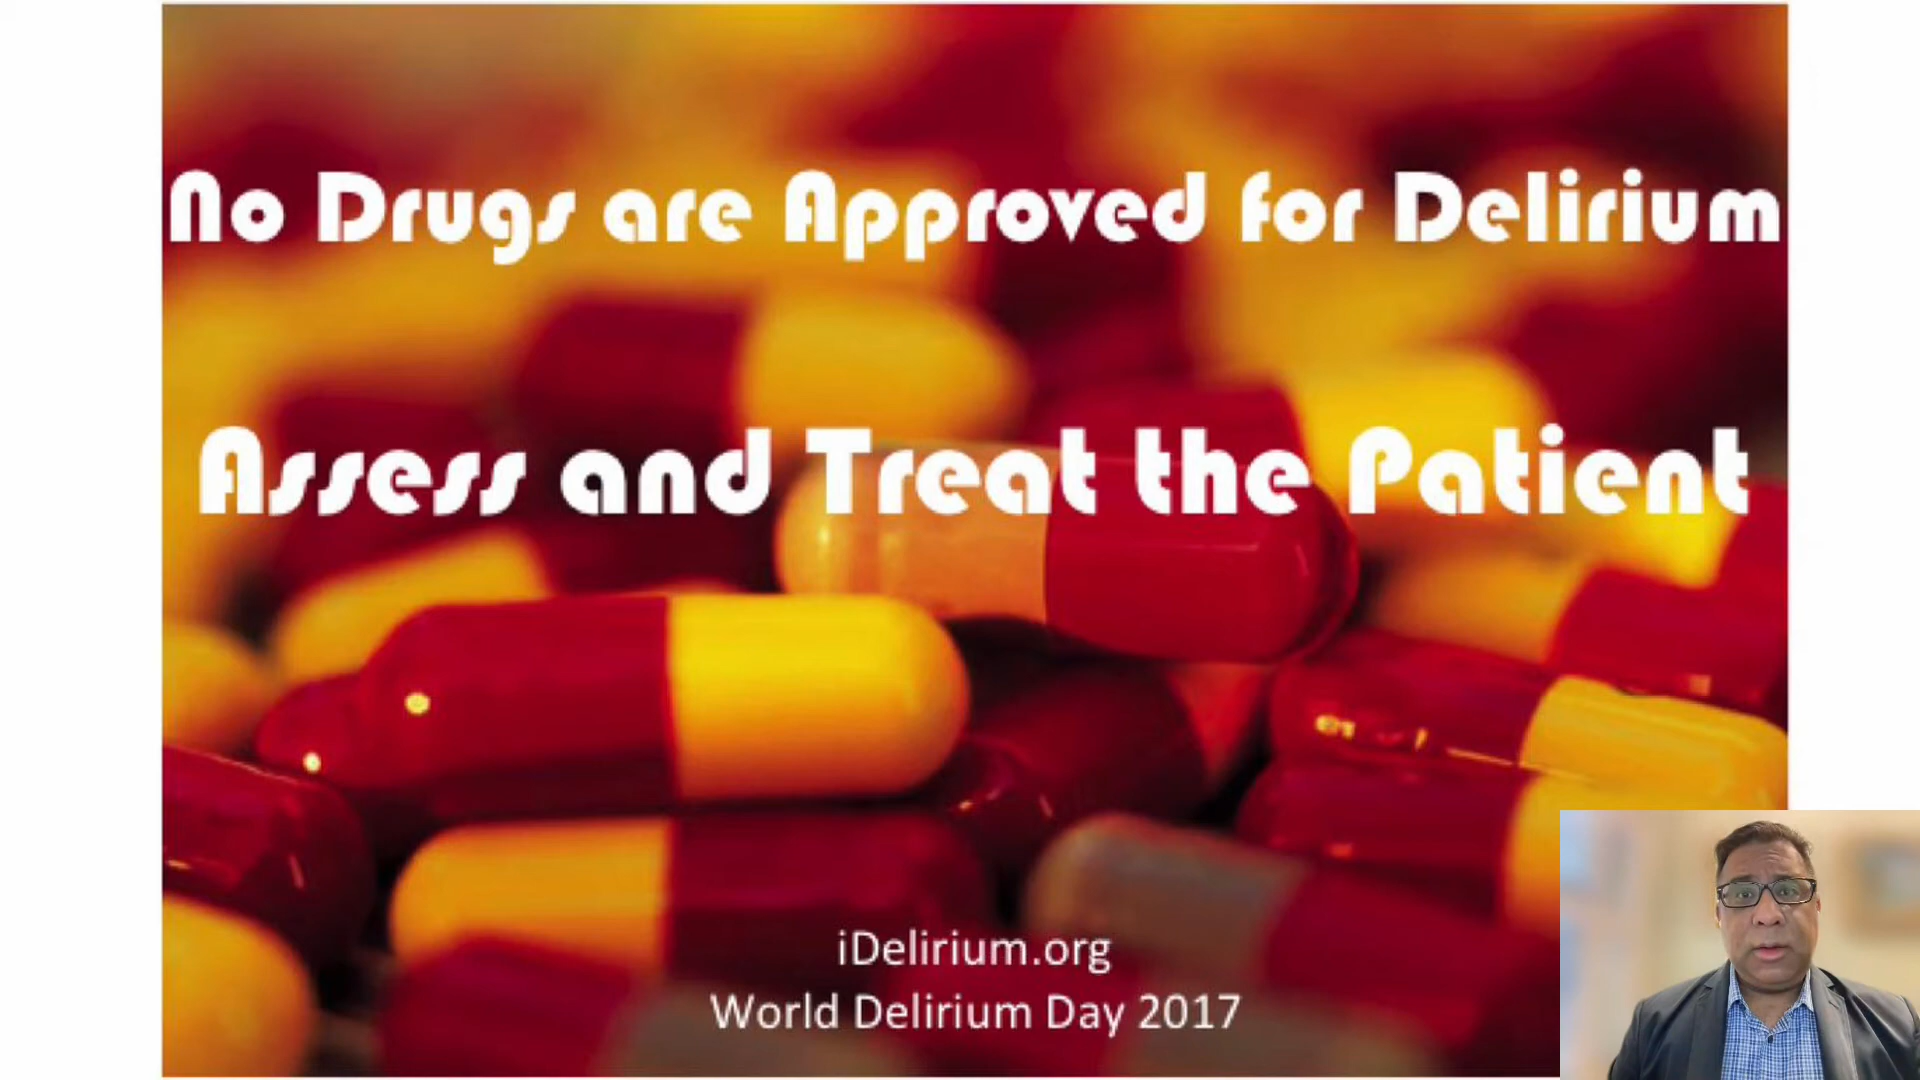 No Drugs are Approved for Delirium
Assess and Treat the Patient
iDelirium.org
World Delirium Day 2017